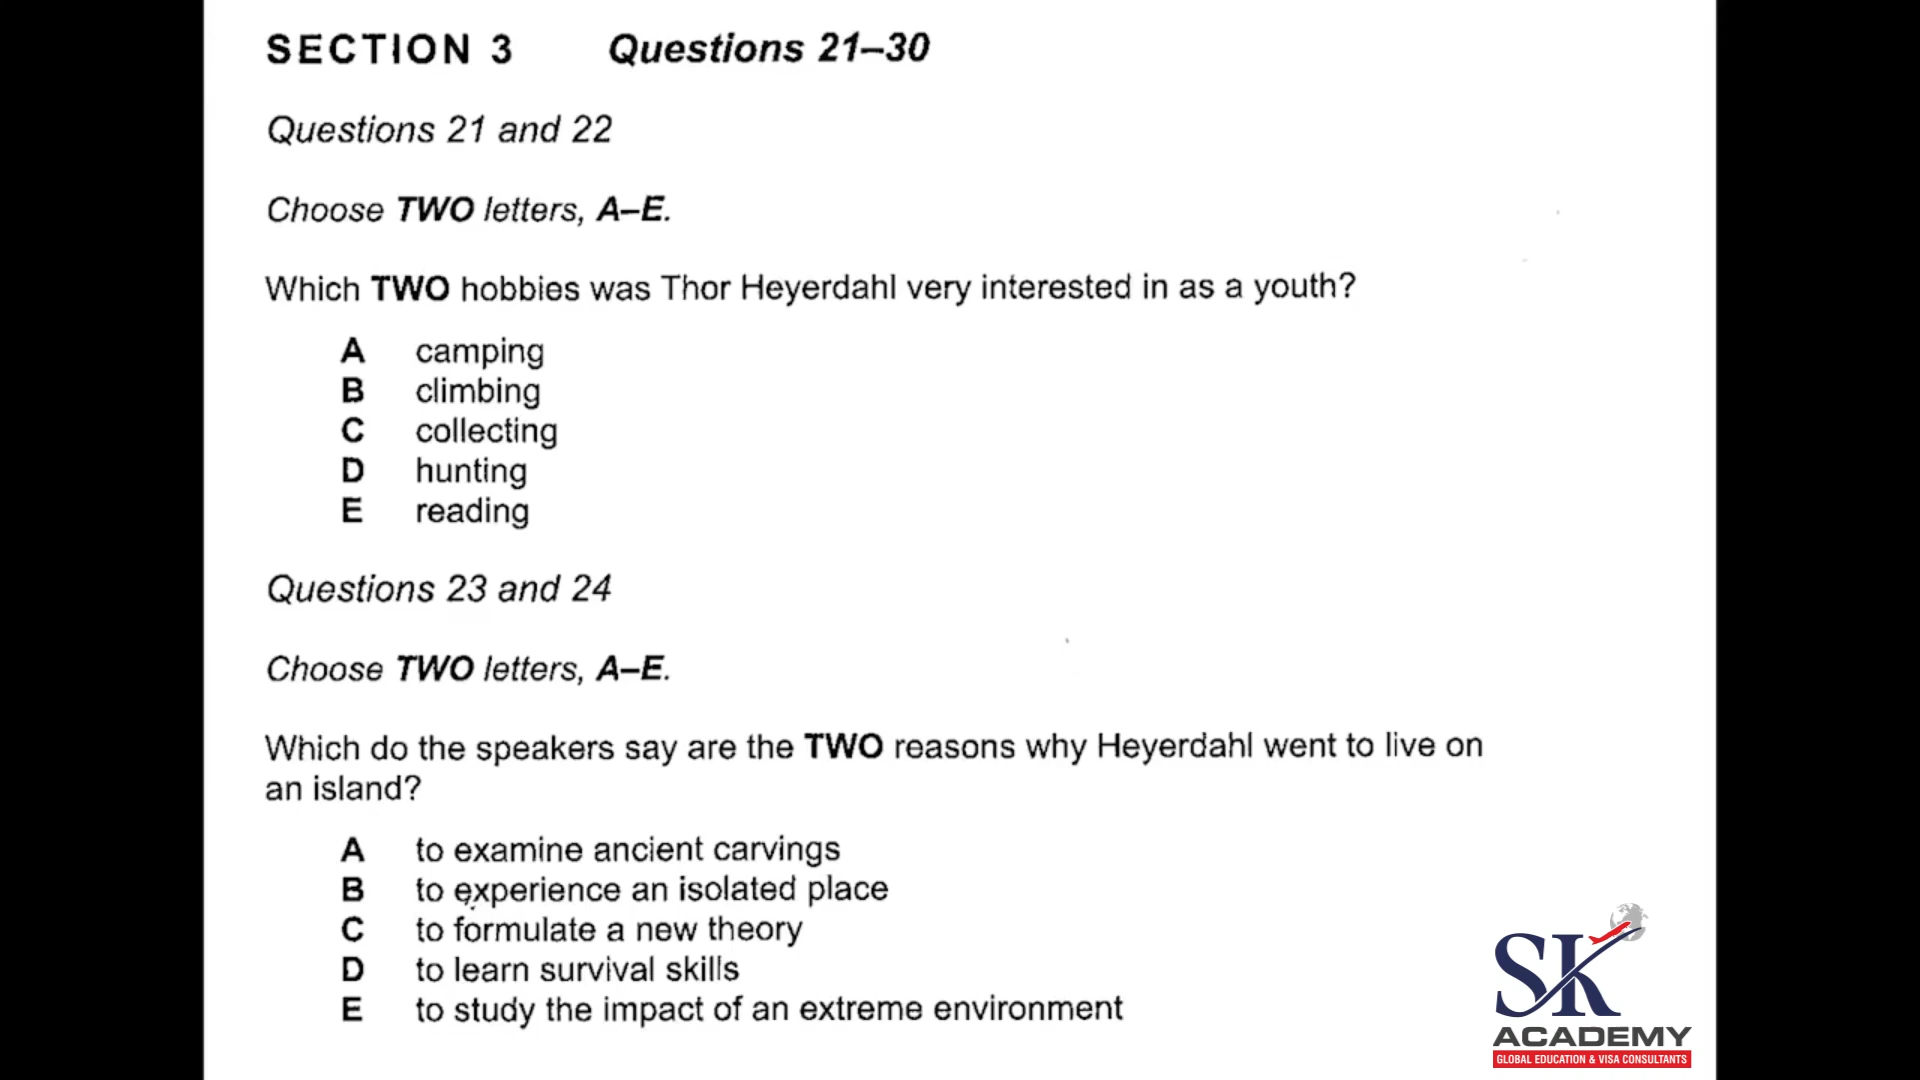 SECTION 3 Questions 21–30
Questions 21 and 22
Choose TWO letters, A–E.
Which TWO hobbies was Thor Heyerdahl very interested in as a youth?
A camping
B climbing
C collecting
D hunting
E reading
Questions 23 and 24
Choose TWO letters, A–E.
Which do the speakers say are the TWO reasons why Heyerdahl went to live on
an island?
A to examine ancient carvings
B to experience an isolated place
C to formulate a new theory
D to learn survival skills
E to study the impact of an extreme environment
SK
ACADEMY
GLOBAL EDUCATION & VISA CONSULTANTS